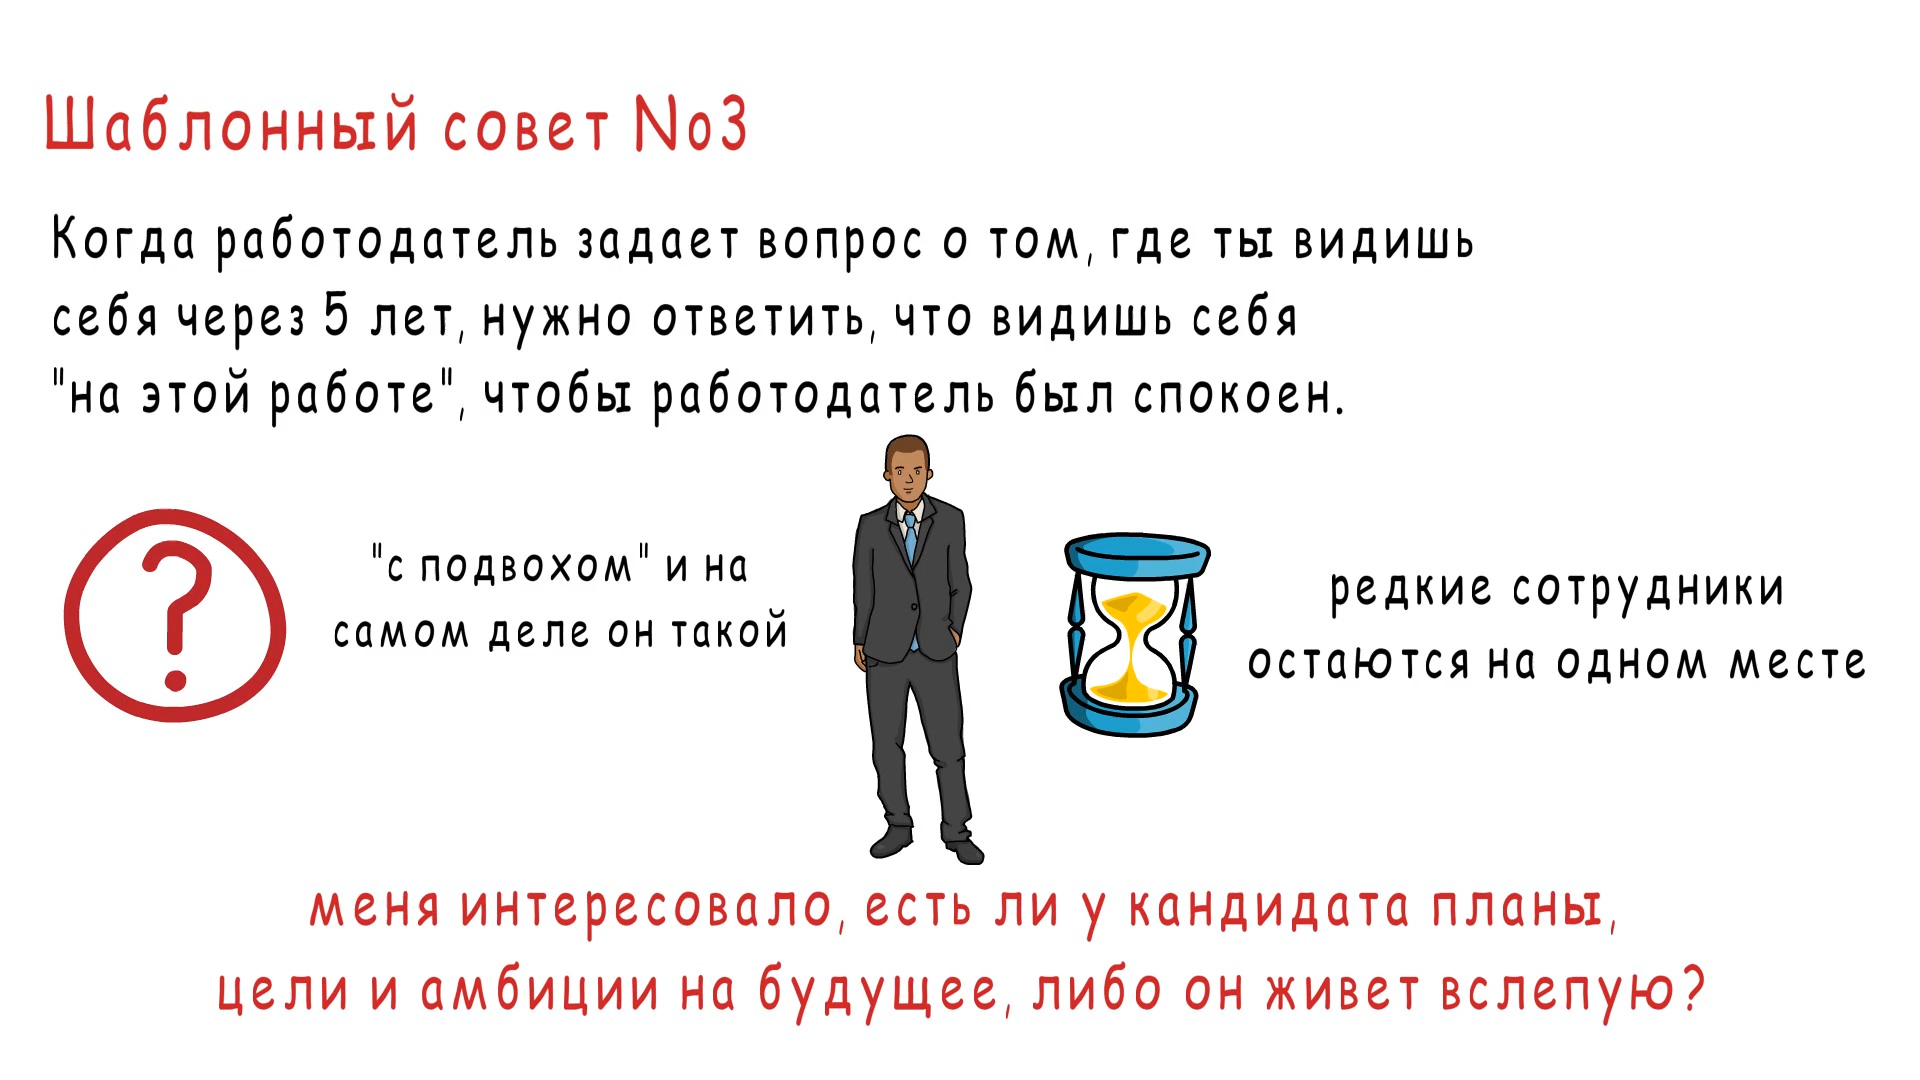 Шаблонный совет No3
Когда работодатель задает вопрос о том, где ты видишь
себя через 5 лет, нужно ответить, что видишь себя
"на этой работе", чтобы работодатель был спокоен.
"с подвохом" и на
самом деле он такой
редкие сотрудники
остаются на одном месте
меня интересовало, есть ли у кандидата планы,
цели и амбиции на будущее, либо он живет вслепую?